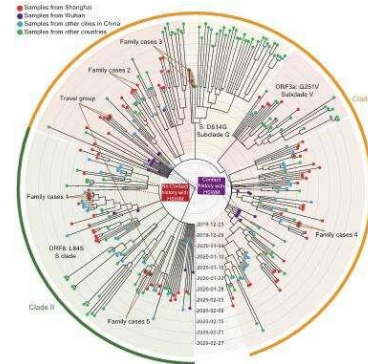 Samples from Shanghai
Samples from Wuhan
Samples from other cities in China
Samples from other countries
Family cases 3
Family cases 2
Travel group
ORF3a: G251V
Subclade V
S: D614G
Subclade G
Clade
No Contact
history with
HSWM
Contact
history with
HSWM
Family cases 1
Family cases 4
ORF8: L84S
S clade
Clade II
Family cases 5
2019-12-23
2019-12-29
2020-01-04
2020-01-10
2020-01-16
2020-01-22
2020-01-28
2020-02-03
2020-02-09
2020-02-15
2020-02-21
2020-02-27